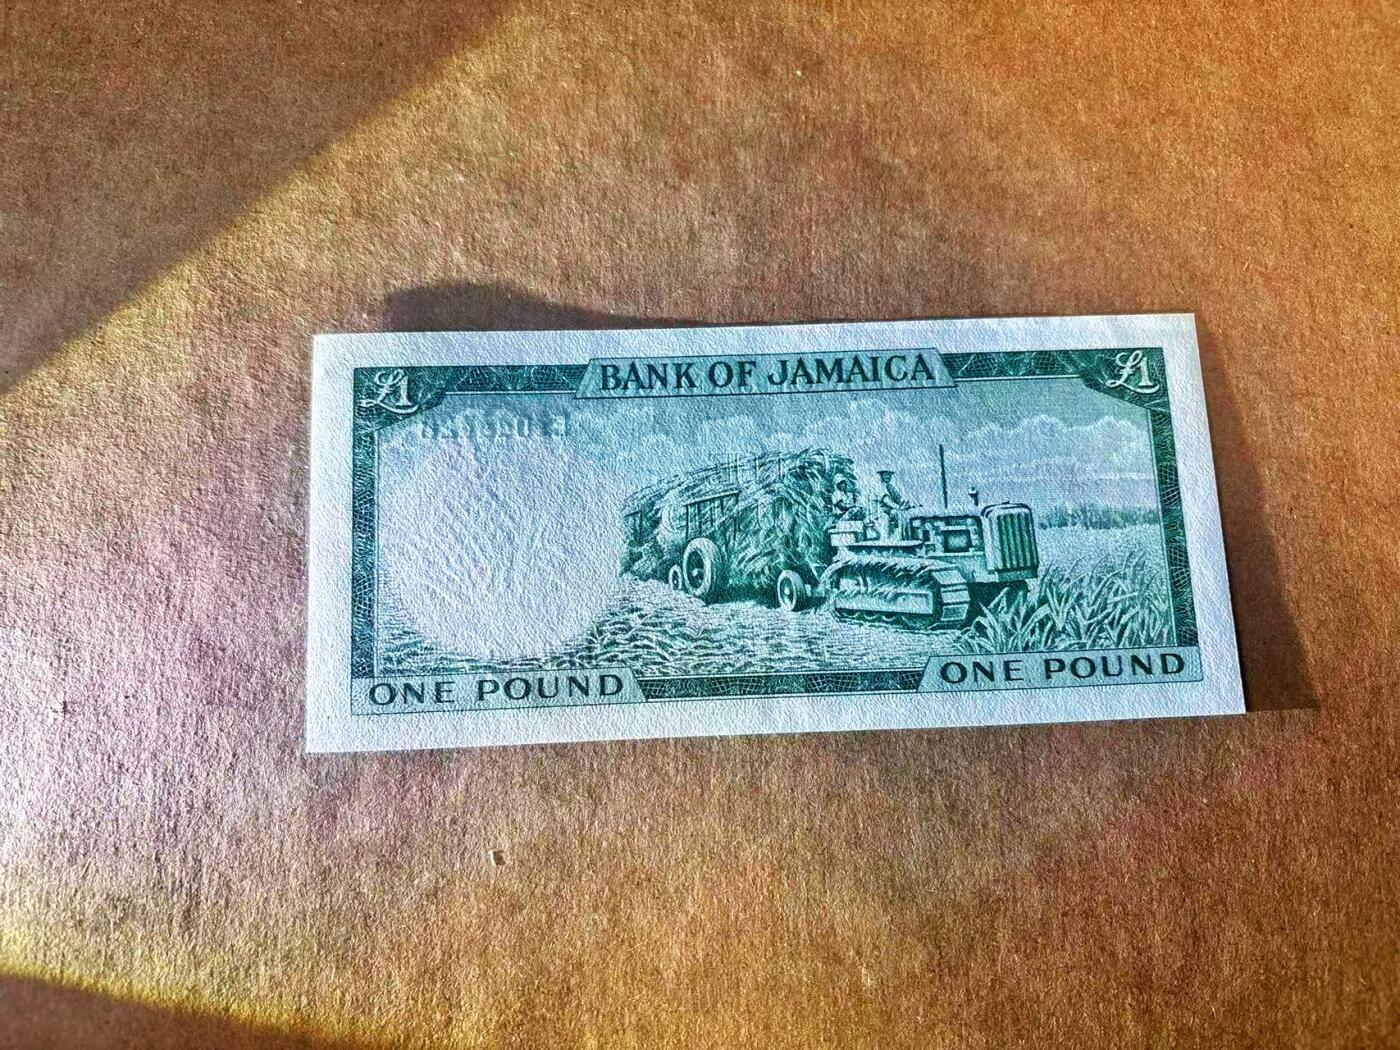 BANK OF JAMAICA
£1
£1
ONE POUND
ONE POUND